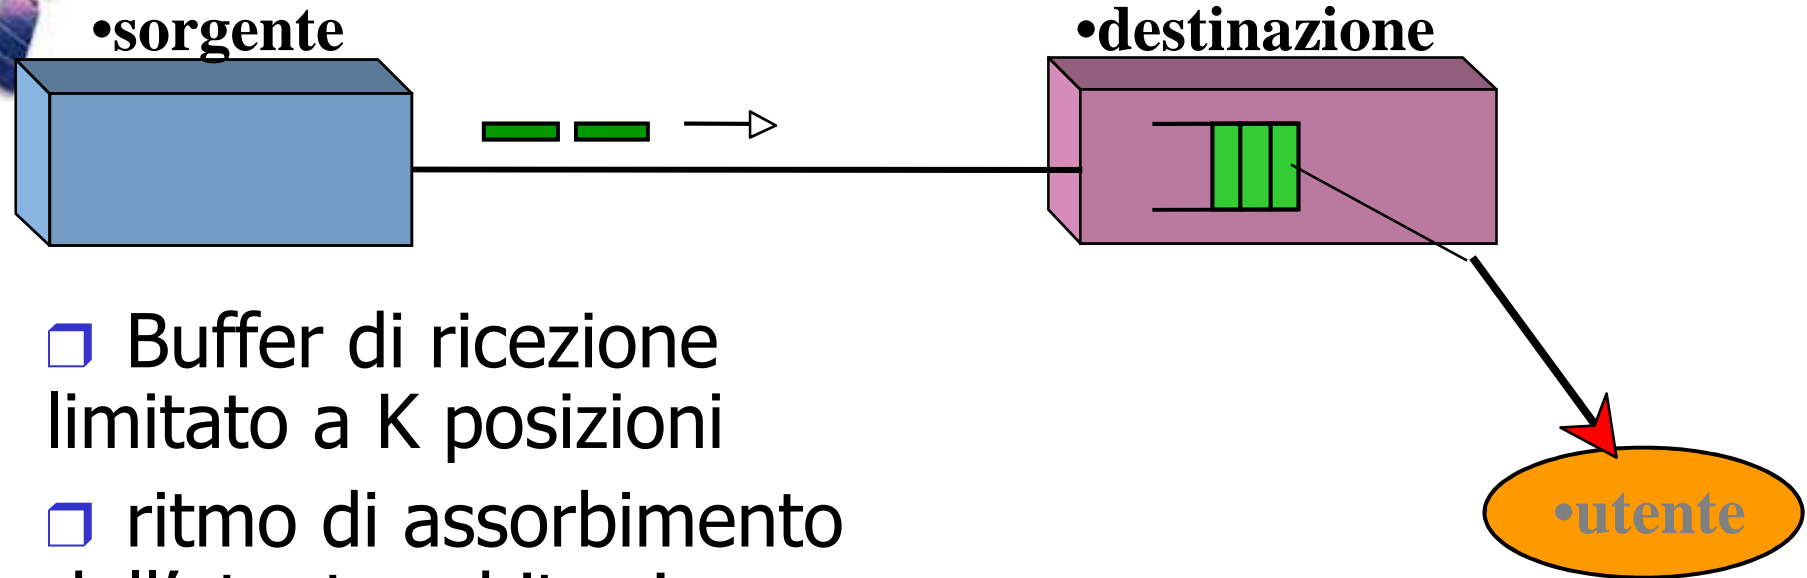 •sorgente
•destinazione
❒ Buffer di ricezione
limitato a K posizioni
❒ ritmo di assorbimento
•utente